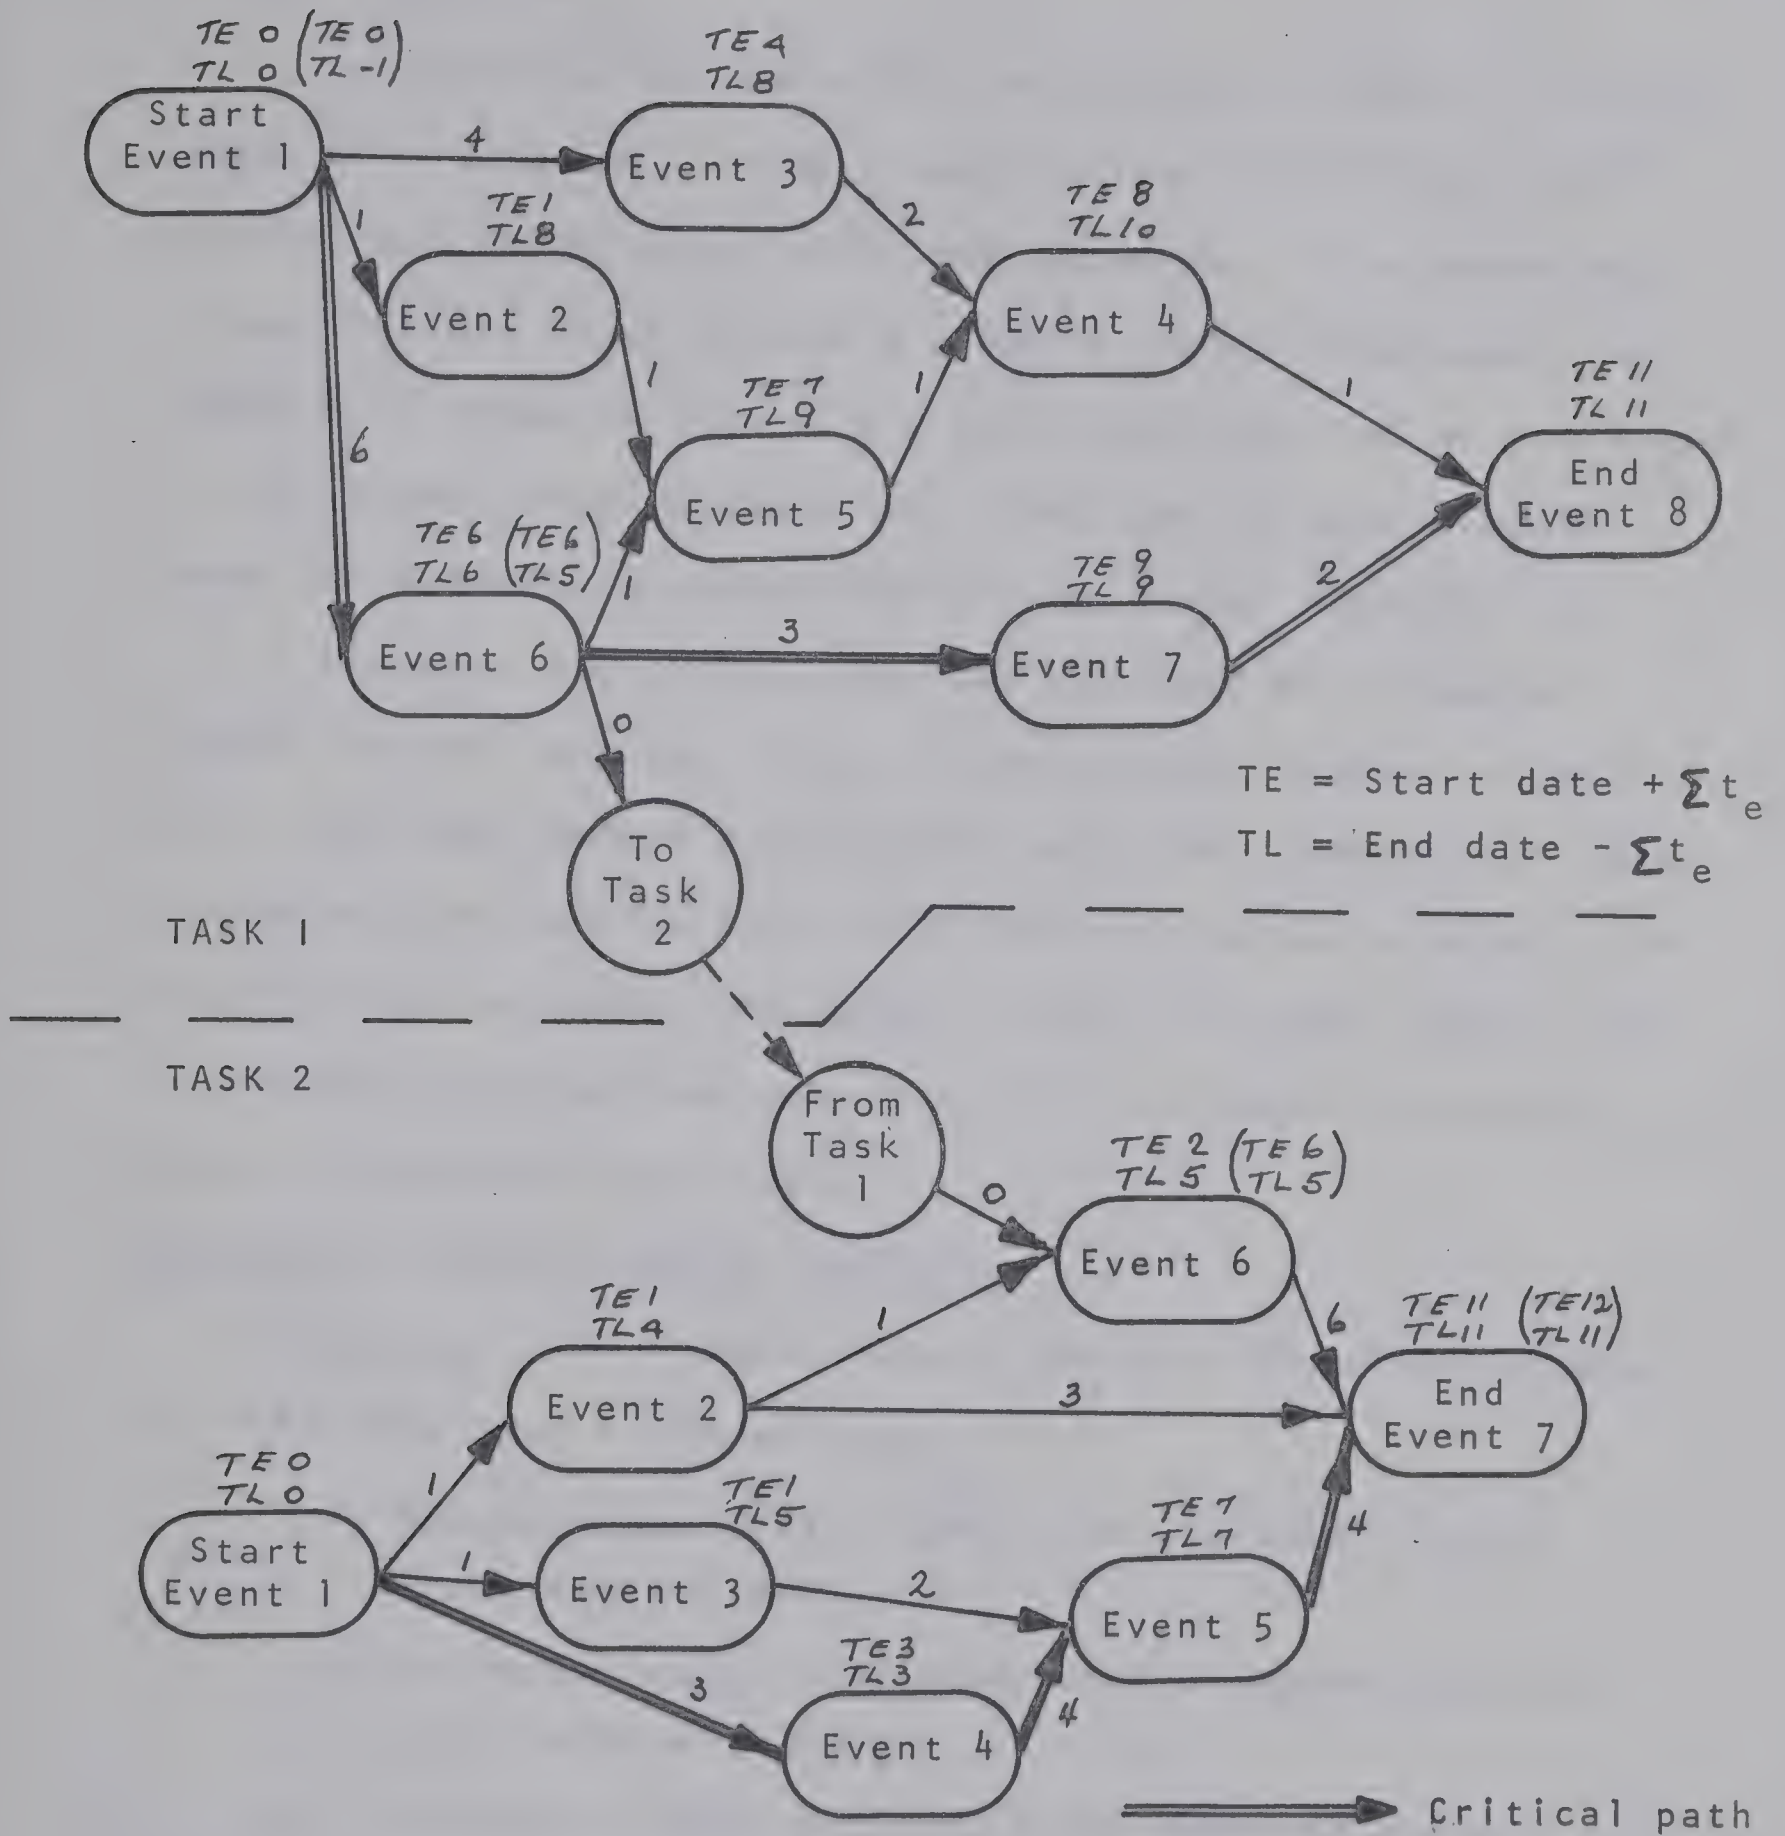 TE 0 (TE 0)
TL 0 (TL -1)
Start
Event 1
4
TE 4
TL 8
Event 3
1
TE 1
TL 8
Event 2
2
TE 8
TL 10
Event 4
6
1
TE 7
TL 9
Event 5
1
1
TE 11
TL 11
End
Event 8
TE 6 (TE 6)
TL 6 (TL 5)
Event 6
1
3
TE 9
TL 9
Event 7
2
0
To
Task
2
TE = Start date + Σ te
TL = End date - Σ te
TASK 1
TASK 2
From
Task
1
0
TE 2 (TE 6)
TL 5 (TL 5)
Event 6
TE 1
TL 4
Event 2
1
3
6
TE 11 (TE 12)
TL 11 (TL 11)
End
Event 7
TE 0
TL 0
Start
Event 1
1
1
TE 1
TL 5
Event 3
2
TE 7
TL 7
Event 5
4
3
TE 3
TL 3
Event 4
4
Critical path